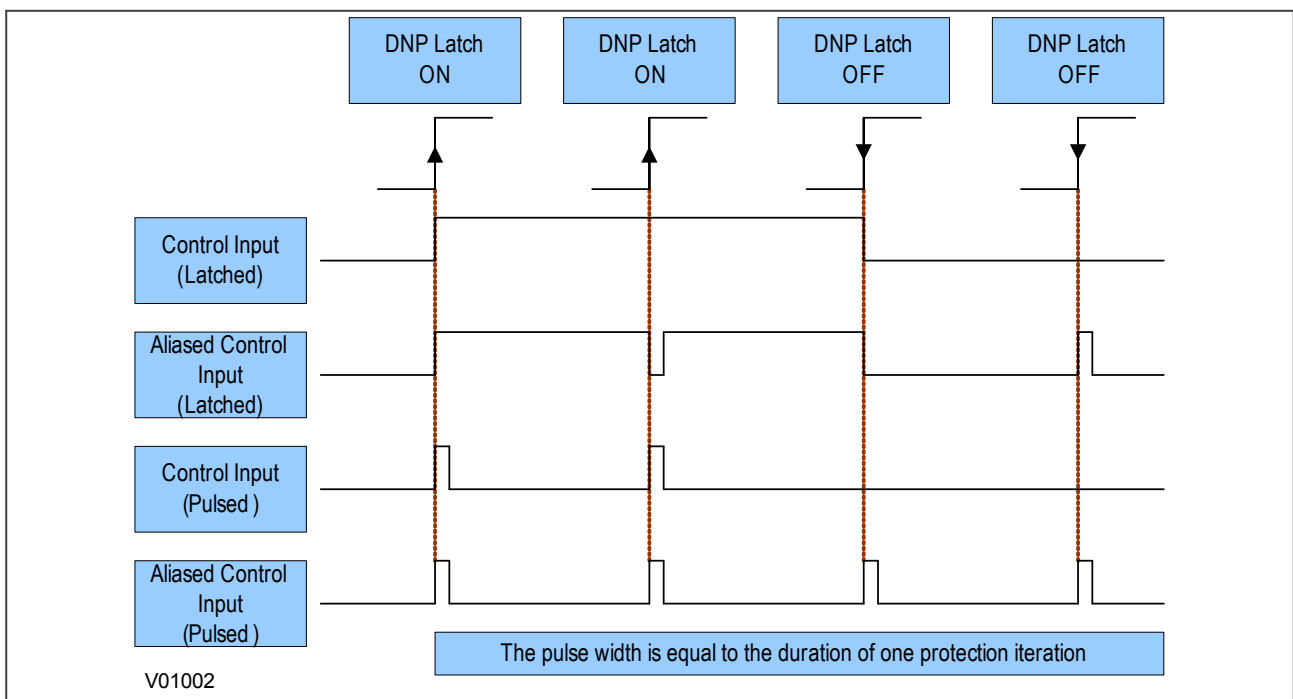 DNP Latch
ON
DNP Latch
ON
DNP Latch
OFF
DNP Latch
OFF
Control Input
(Latched)
Aliased Control
Input
(Latched)
Control Input
(Pulsed )
Aliased Control
Input
(Pulsed )
The pulse width is equal to the duration of one protection iteration
V01002